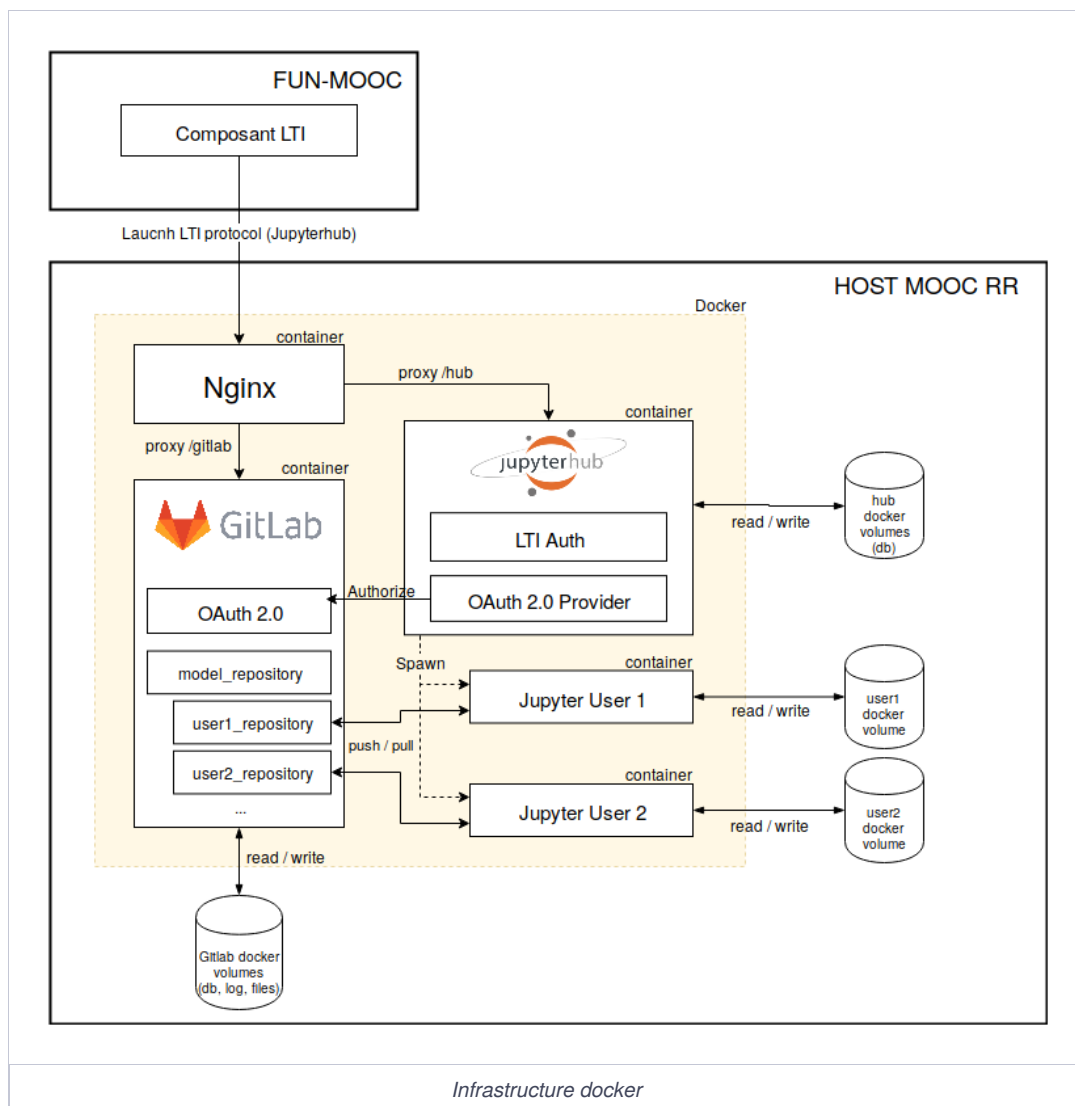 FUN-MOOC
Composant LTI
Laucnh LTI protocol (Jupyterhub)
HOST MOOC RR
Docker
container
Nginx
proxy /hub
container
proxy /gitlab
container
jupyterhub
GitLab
LTI Auth
hub
docker
volumes
(db)
read / write
Authorize
OAuth 2.0 Provider
OAuth 2.0
Spawn
container
model_repository
Jupyter User 1
user1
docker
volume
read / write
user1_repository
push / pull
user2_repository
container
...
Jupyter User 2
user2
docker
volume
read / write
read / write
GItlab docker
volumes
(db, log, files)
Infrastructure docker